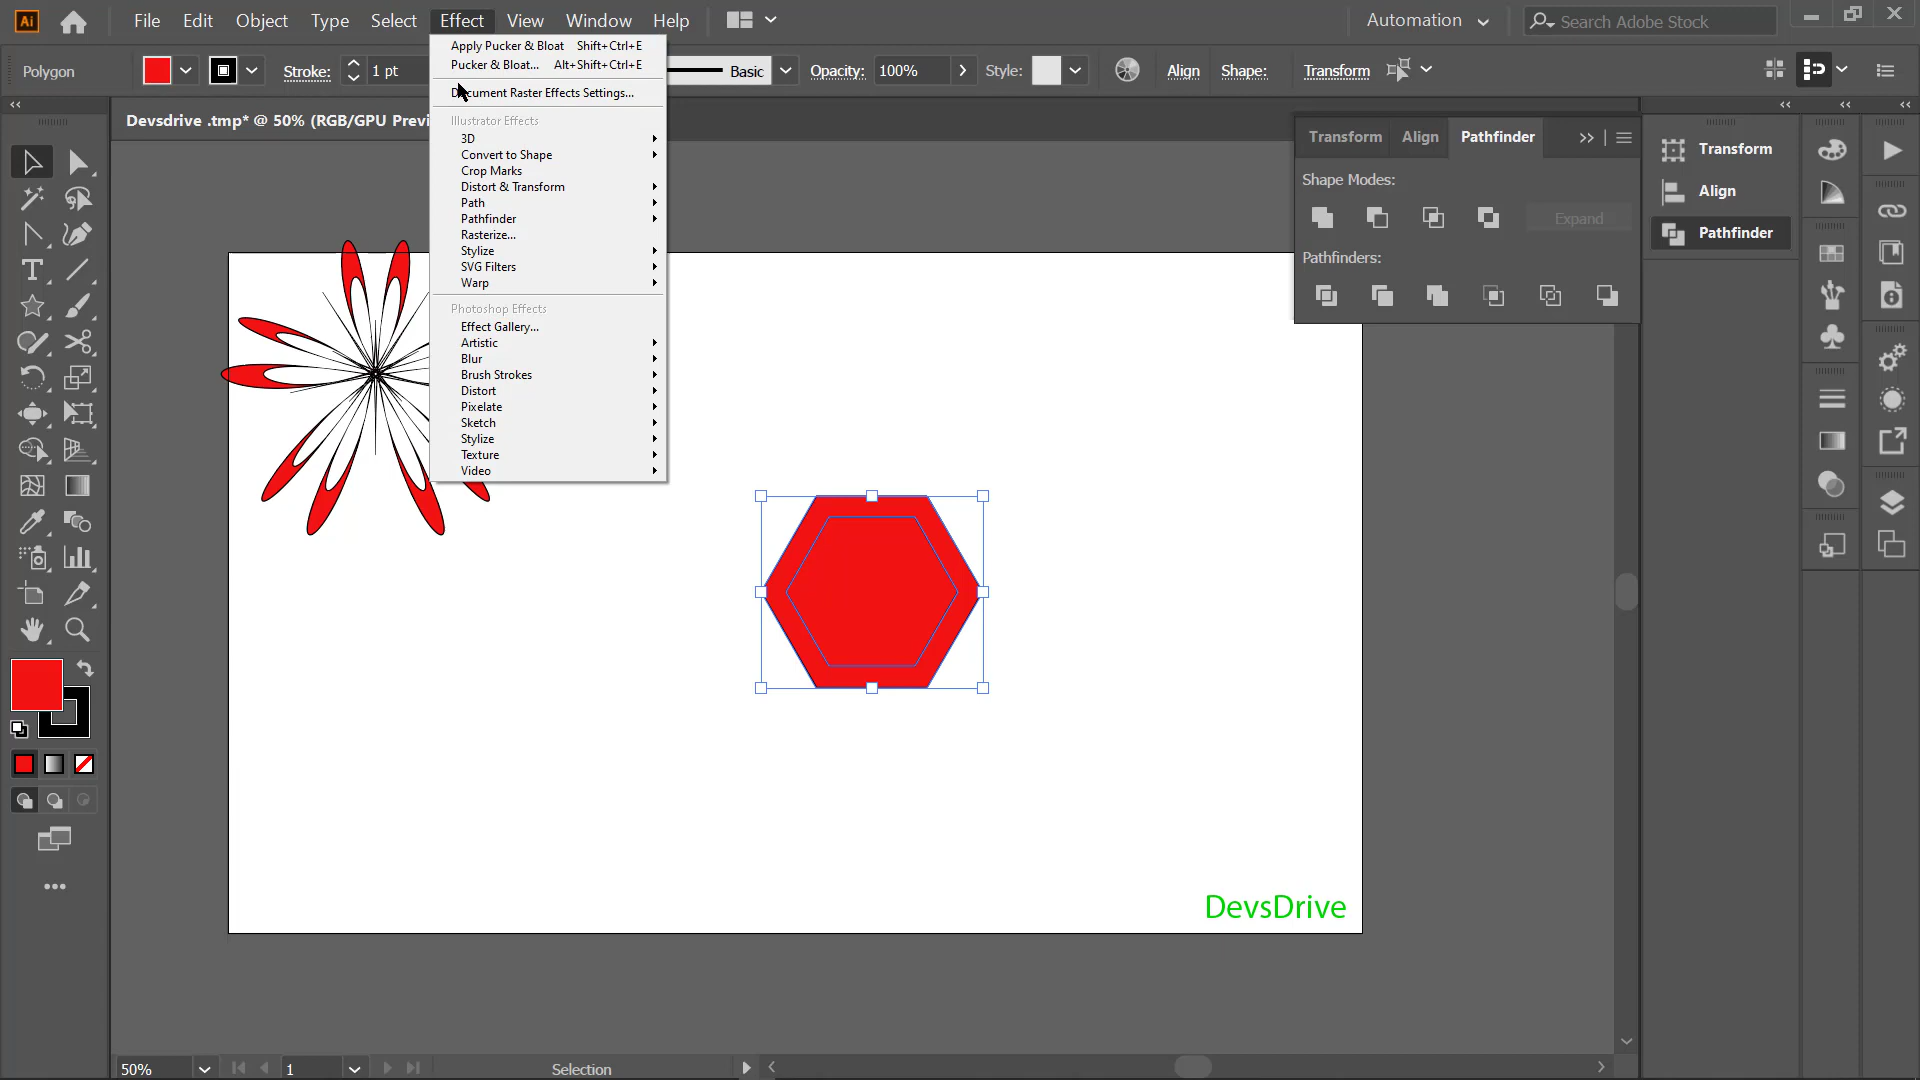 Ai File Edit Object Type Select Effect View Window Help Automation Search Adobe Stock
Polygon Stroke: 1 pt Basic Opacity: 100% Style: Align Shape: Transform
Apply Pucker & Bloat Shift+Ctrl+E
Pucker & Bloat... Alt+Shift+Ctrl+E
Document Raster Effects Settings...
Illustrator Effects
3D
Convert to Shape
Crop Marks
Distort & Transform
Path
Pathfinder
Rasterize...
Stylize
SVG Filters
Warp
Photoshop Effects
Effect Gallery...
Artistic
Blur
Brush Strokes
Distort
Pixelate
Sketch
Stylize
Texture
Video
Devsdrive .tmp* @ 50% (RGB/GPU Previ
Transform Align Pathfinder
Shape Modes:
Expand
Pathfinders:
Transform
Align
Pathfinder
DevsDrive
50% 1 Selection